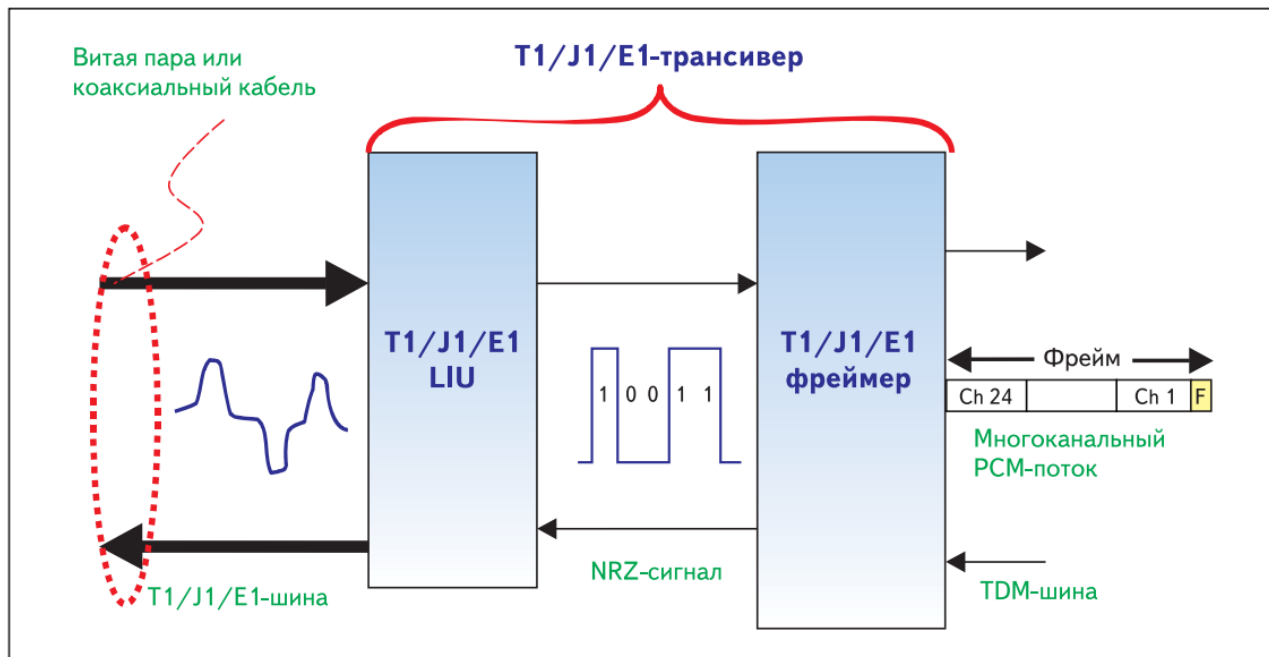 Витая пара или
коаксиальный кабель
T1/J1/E1-трансивер
T1/J1/E1
LIU
1 0 0 1 1
T1/J1/E1
фреймер
Фрейм
Ch 24 Ch 1 F
Многоканальный
PCM-поток
NRZ-сигнал
T1/J1/E1-шина
TDM-шина